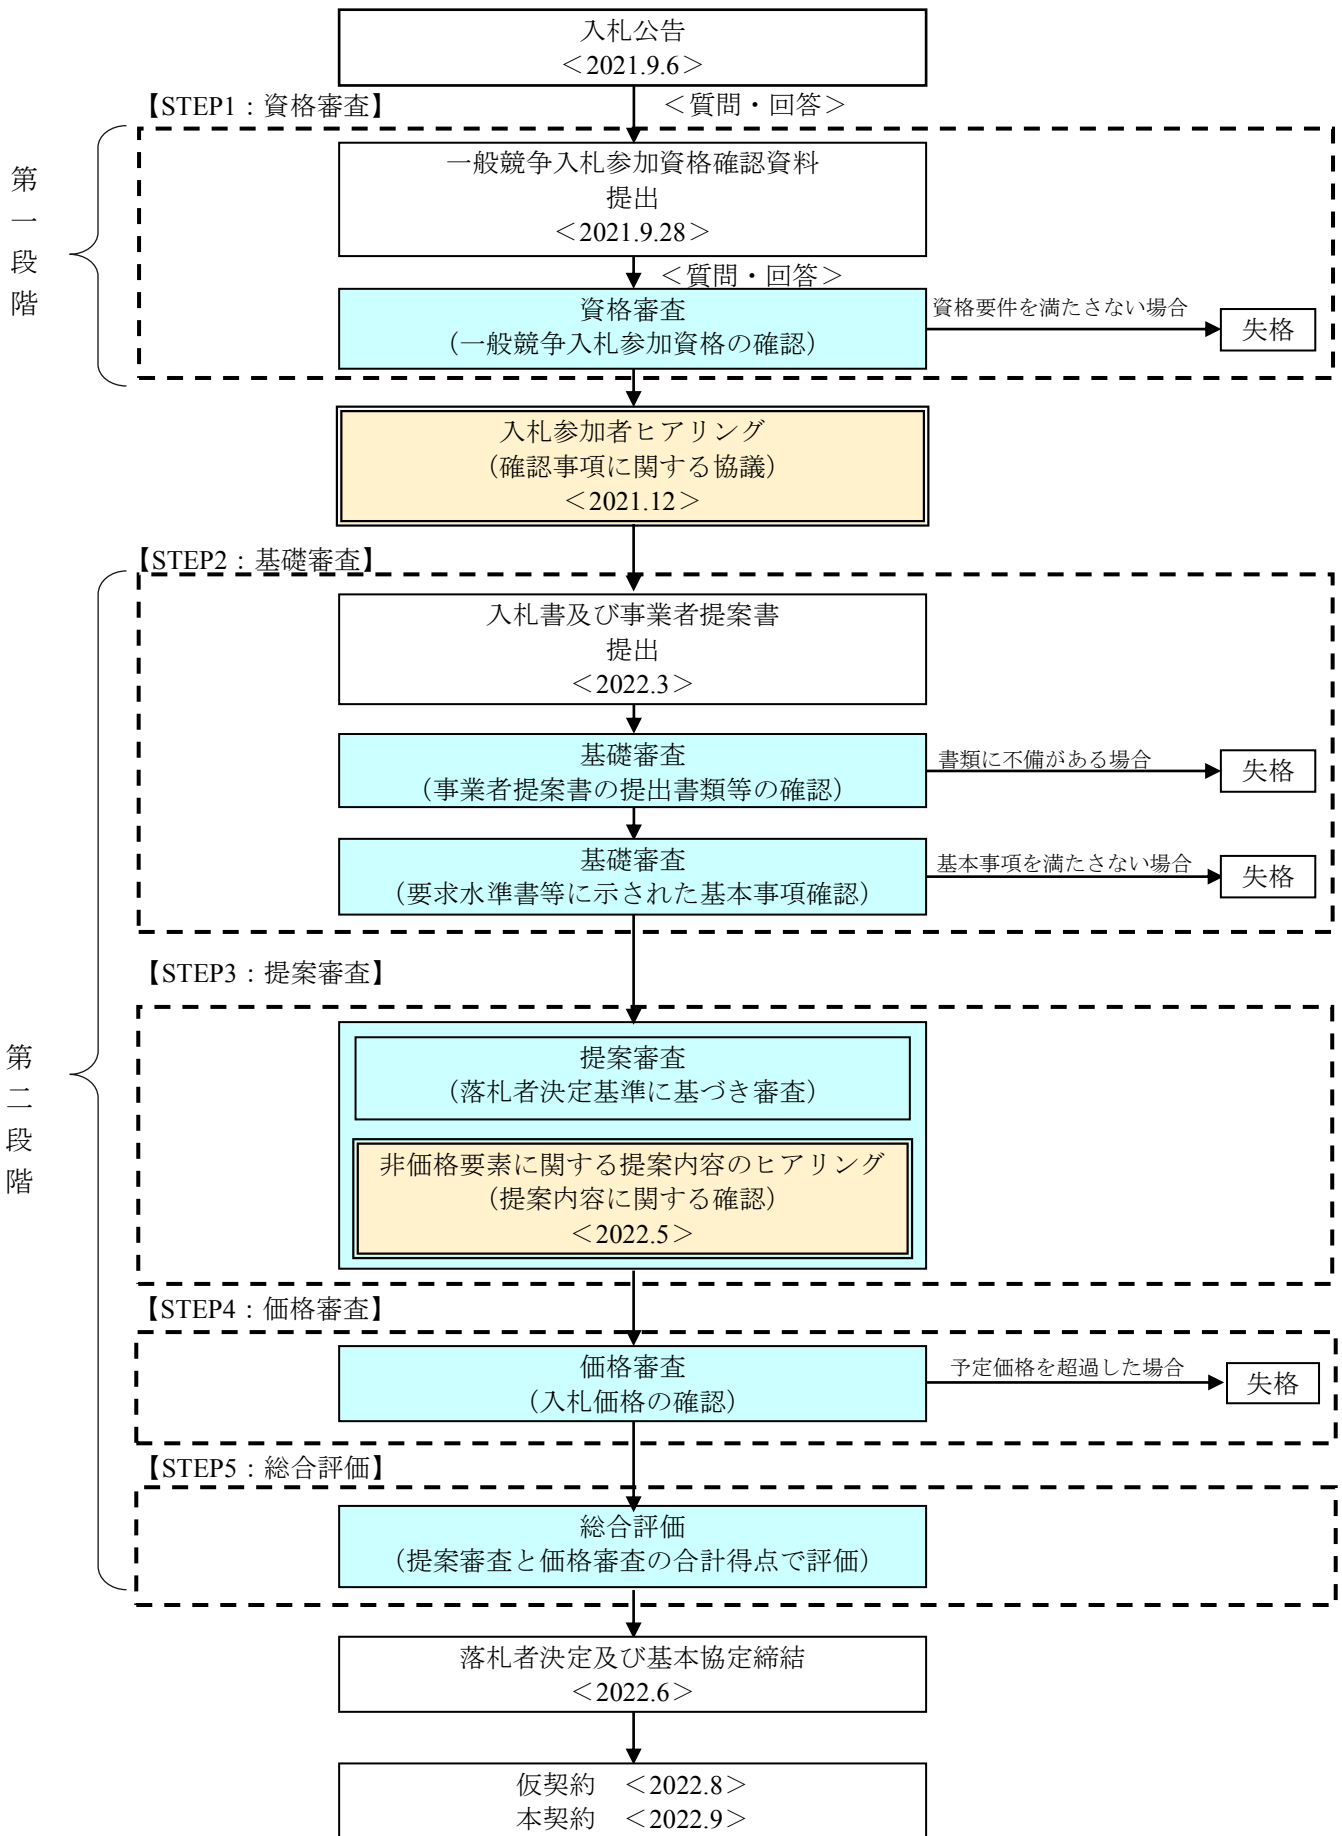 入札公告
＜2021.9.6＞
【STEP1：資格審査】
＜質問・回答＞
第一段階
一般競争入札参加資格確認資料
提出
＜2021.9.28＞
＜質問・回答＞
資格審査
（一般競争入札参加資格の確認）
資格要件を満たさない場合
失格
入札参加者ヒアリング
（確認事項に関する協議）
＜2021.12＞
【STEP2：基礎審査】
入札書及び事業者提案書
提出
＜2022.3＞
基礎審査
（事業者提案書の提出書類等の確認）
書類に不備がある場合
失格
基礎審査
（要求水準書等に示された基本事項確認）
基本事項を満たさない場合
失格
【STEP3：提案審査】
第二段階
提案審査
（落札者決定基準に基づき審査）
非価格要素に関する提案内容のヒアリング
（提案内容に関する確認）
＜2022.5＞
【STEP4：価格審査】
価格審査
（入札価格の確認）
予定価格を超過した場合
失格
【STEP5：総合評価】
総合評価
（提案審査と価格審査の合計得点で評価）
落札者決定及び基本協定締結
＜2022.6＞
仮契約　＜2022.8＞
本契約　＜2022.9＞